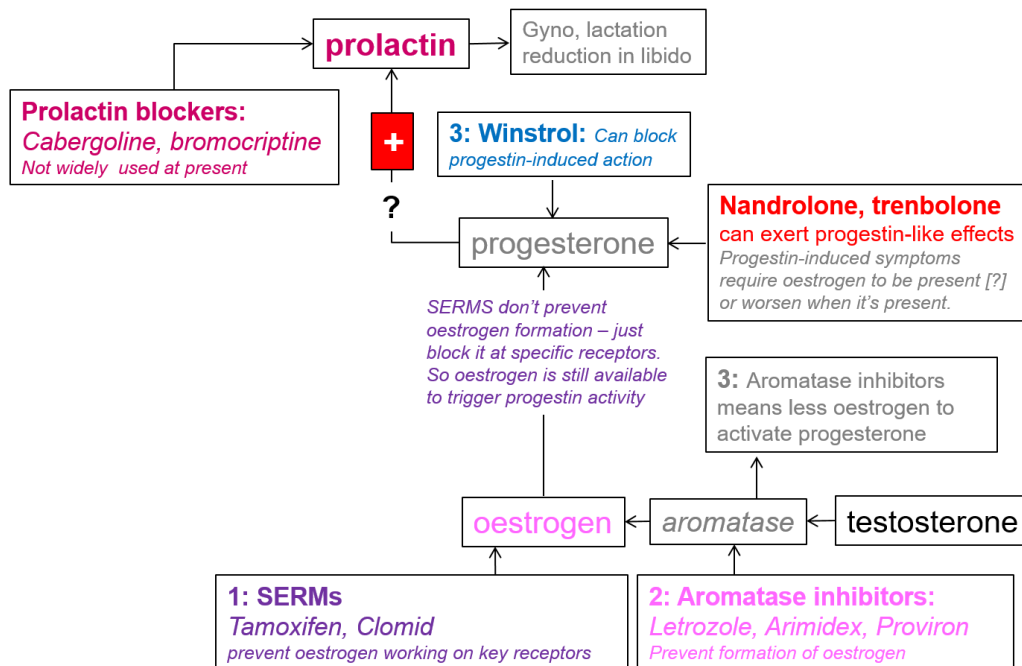 prolactin
Gyno, lactation
reduction in libido
Prolactin blockers:
Cabergoline, bromocriptine
Not widely used at present
+
3: Winstrol: Can block
progestin-induced action
?
progesterone
Nandrolone, trenbolone
can exert progestin-like effects
Progestin-induced symptoms
require oestrogen to be present [?]
or worsen when it’s present.
SERMS don’t prevent
oestrogen formation – just
block it at specific receptors.
So oestrogen is still available
to trigger progestin activity
3: Aromatase inhibitors
means less oestrogen to
activate progesterone
oestrogen
aromatase
testosterone
1: SERMs
Tamoxifen, Clomid
prevent oestrogen working on key receptors
2: Aromatase inhibitors:
Letrozole, Arimidex, Proviron
Prevent formation of oestrogen